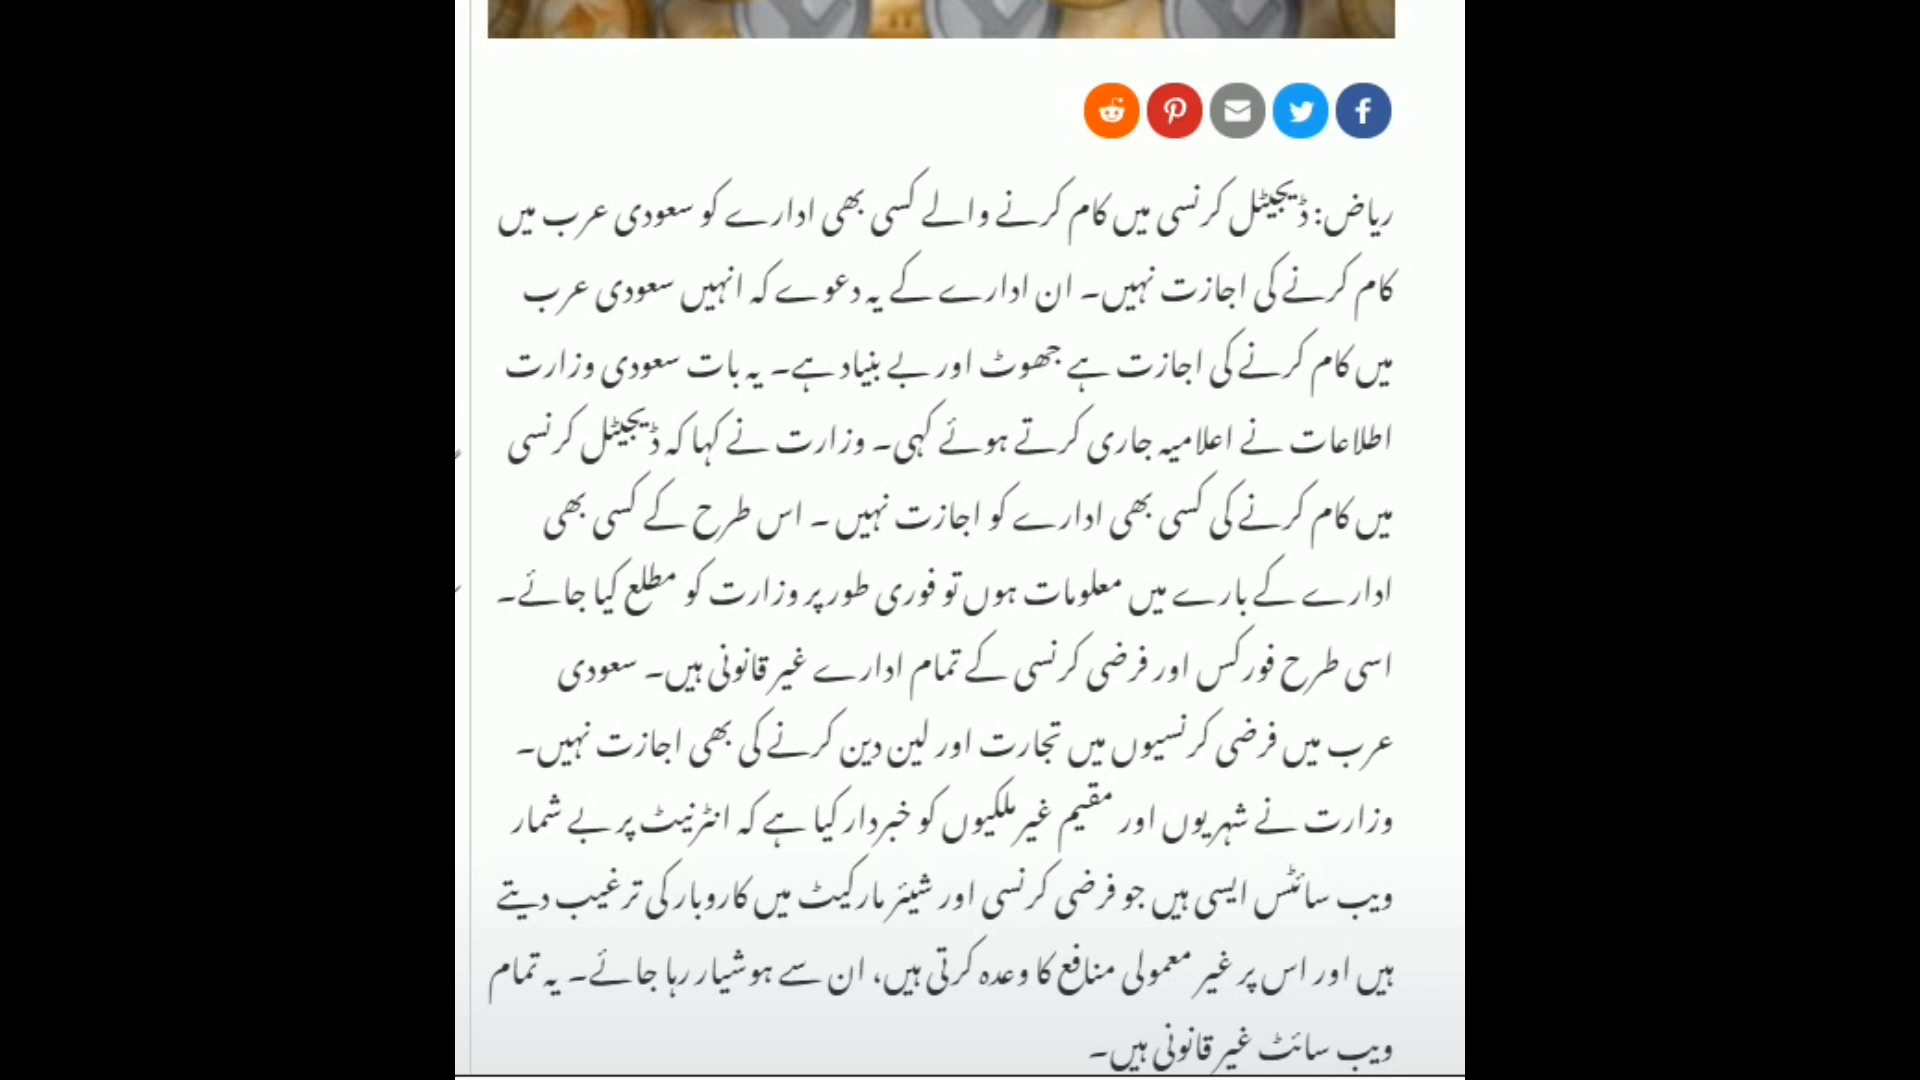 ریاض: ڈیجیٹل کرنسی میں کام کرنے والے کسی بھی ادارے کو سعودی عرب میں
کام کرنے کی اجازت نہیں۔ ان ادارے کے یہ دعوے کہ انہیں سعودی عرب
میں کام کرنے کی اجازت ہے جھوٹ اور بے بنیاد ہے۔ یہ بات سعودی وزارت
اطلاعات نے اعلامیہ جاری کرتے ہوئے کہی۔ وزارت نے کہا کہ ڈیجیٹل کرنسی
میں کام کرنے کی کسی بھی ادارے کو اجازت نہیں ۔ اس طرح کے کسی بھی
ادارے کے بارے میں معلومات ہوں تو فوری طور پر وزارت کو مطلع کیا جائے۔
اسی طرح فورکس اور فرضی کرنسی کے تمام ادارے غیر قانونی ہیں۔ سعودی
عرب میں فرضی کرنسیوں میں تجارت اور لین دین کرنے کی بھی اجازت نہیں۔
وزارت نے شہریوں اور مقیم غیر ملکیوں کو خبردار کیا ہے کہ انٹرنیٹ پر بے شمار
ویب سائٹس ایسی ہیں جو فرضی کرنسی اور شیئر مارکیٹ میں کاروبار کی ترغیب دیتے
ہیں اور اس پر غیر معمولی منافع کا وعدہ کرتی ہیں، ان سے ہوشیار رہا جائے۔ یہ تمام
ویب سائٹ غیر قانونی ہیں۔